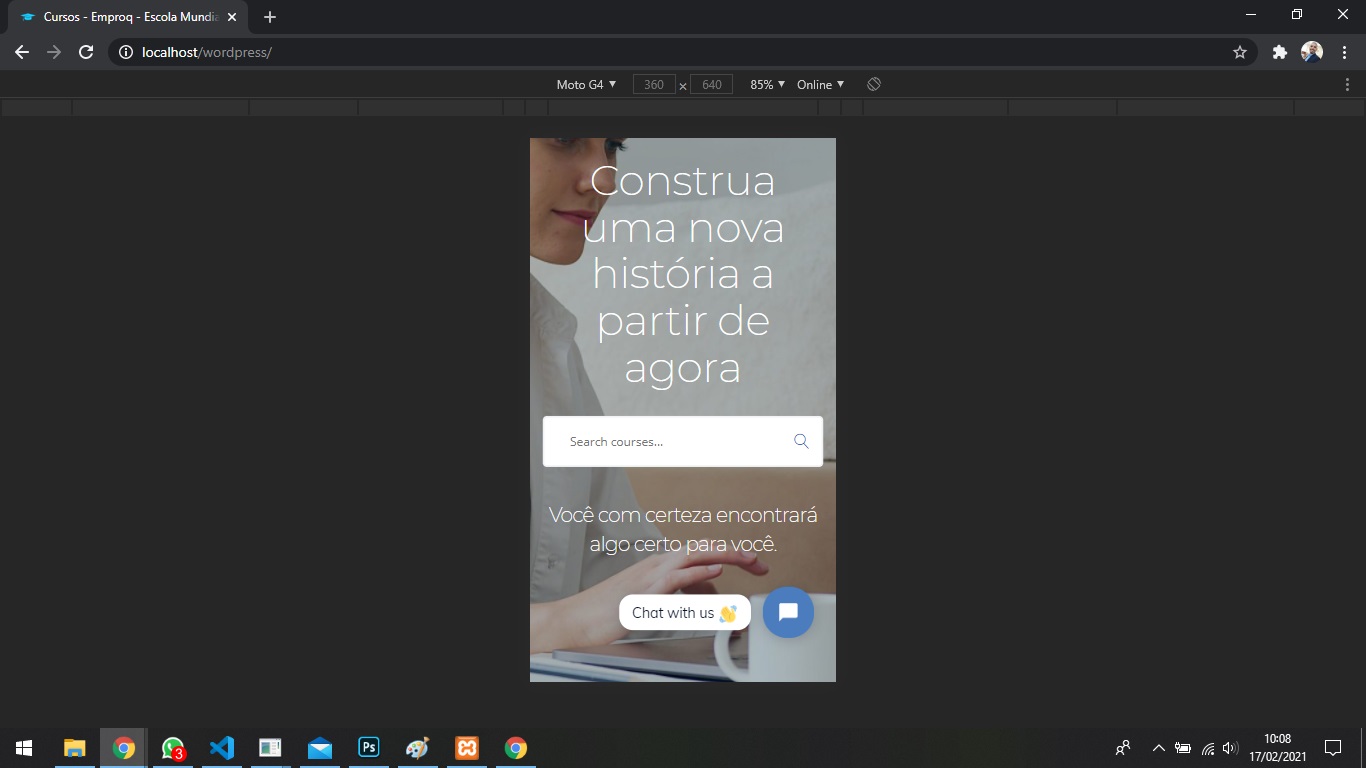 Cursos - Emproq - Escola Mundia
localhost/wordpress/
Moto G4 ▼ 360 × 640 85% ▼ Online ▼
Construa
uma nova
história a
partir de
agora
Search courses...
Você com certeza encontrará
algo certo para você.
Chat with us 👋
3
Ps
10:08
17/02/2021